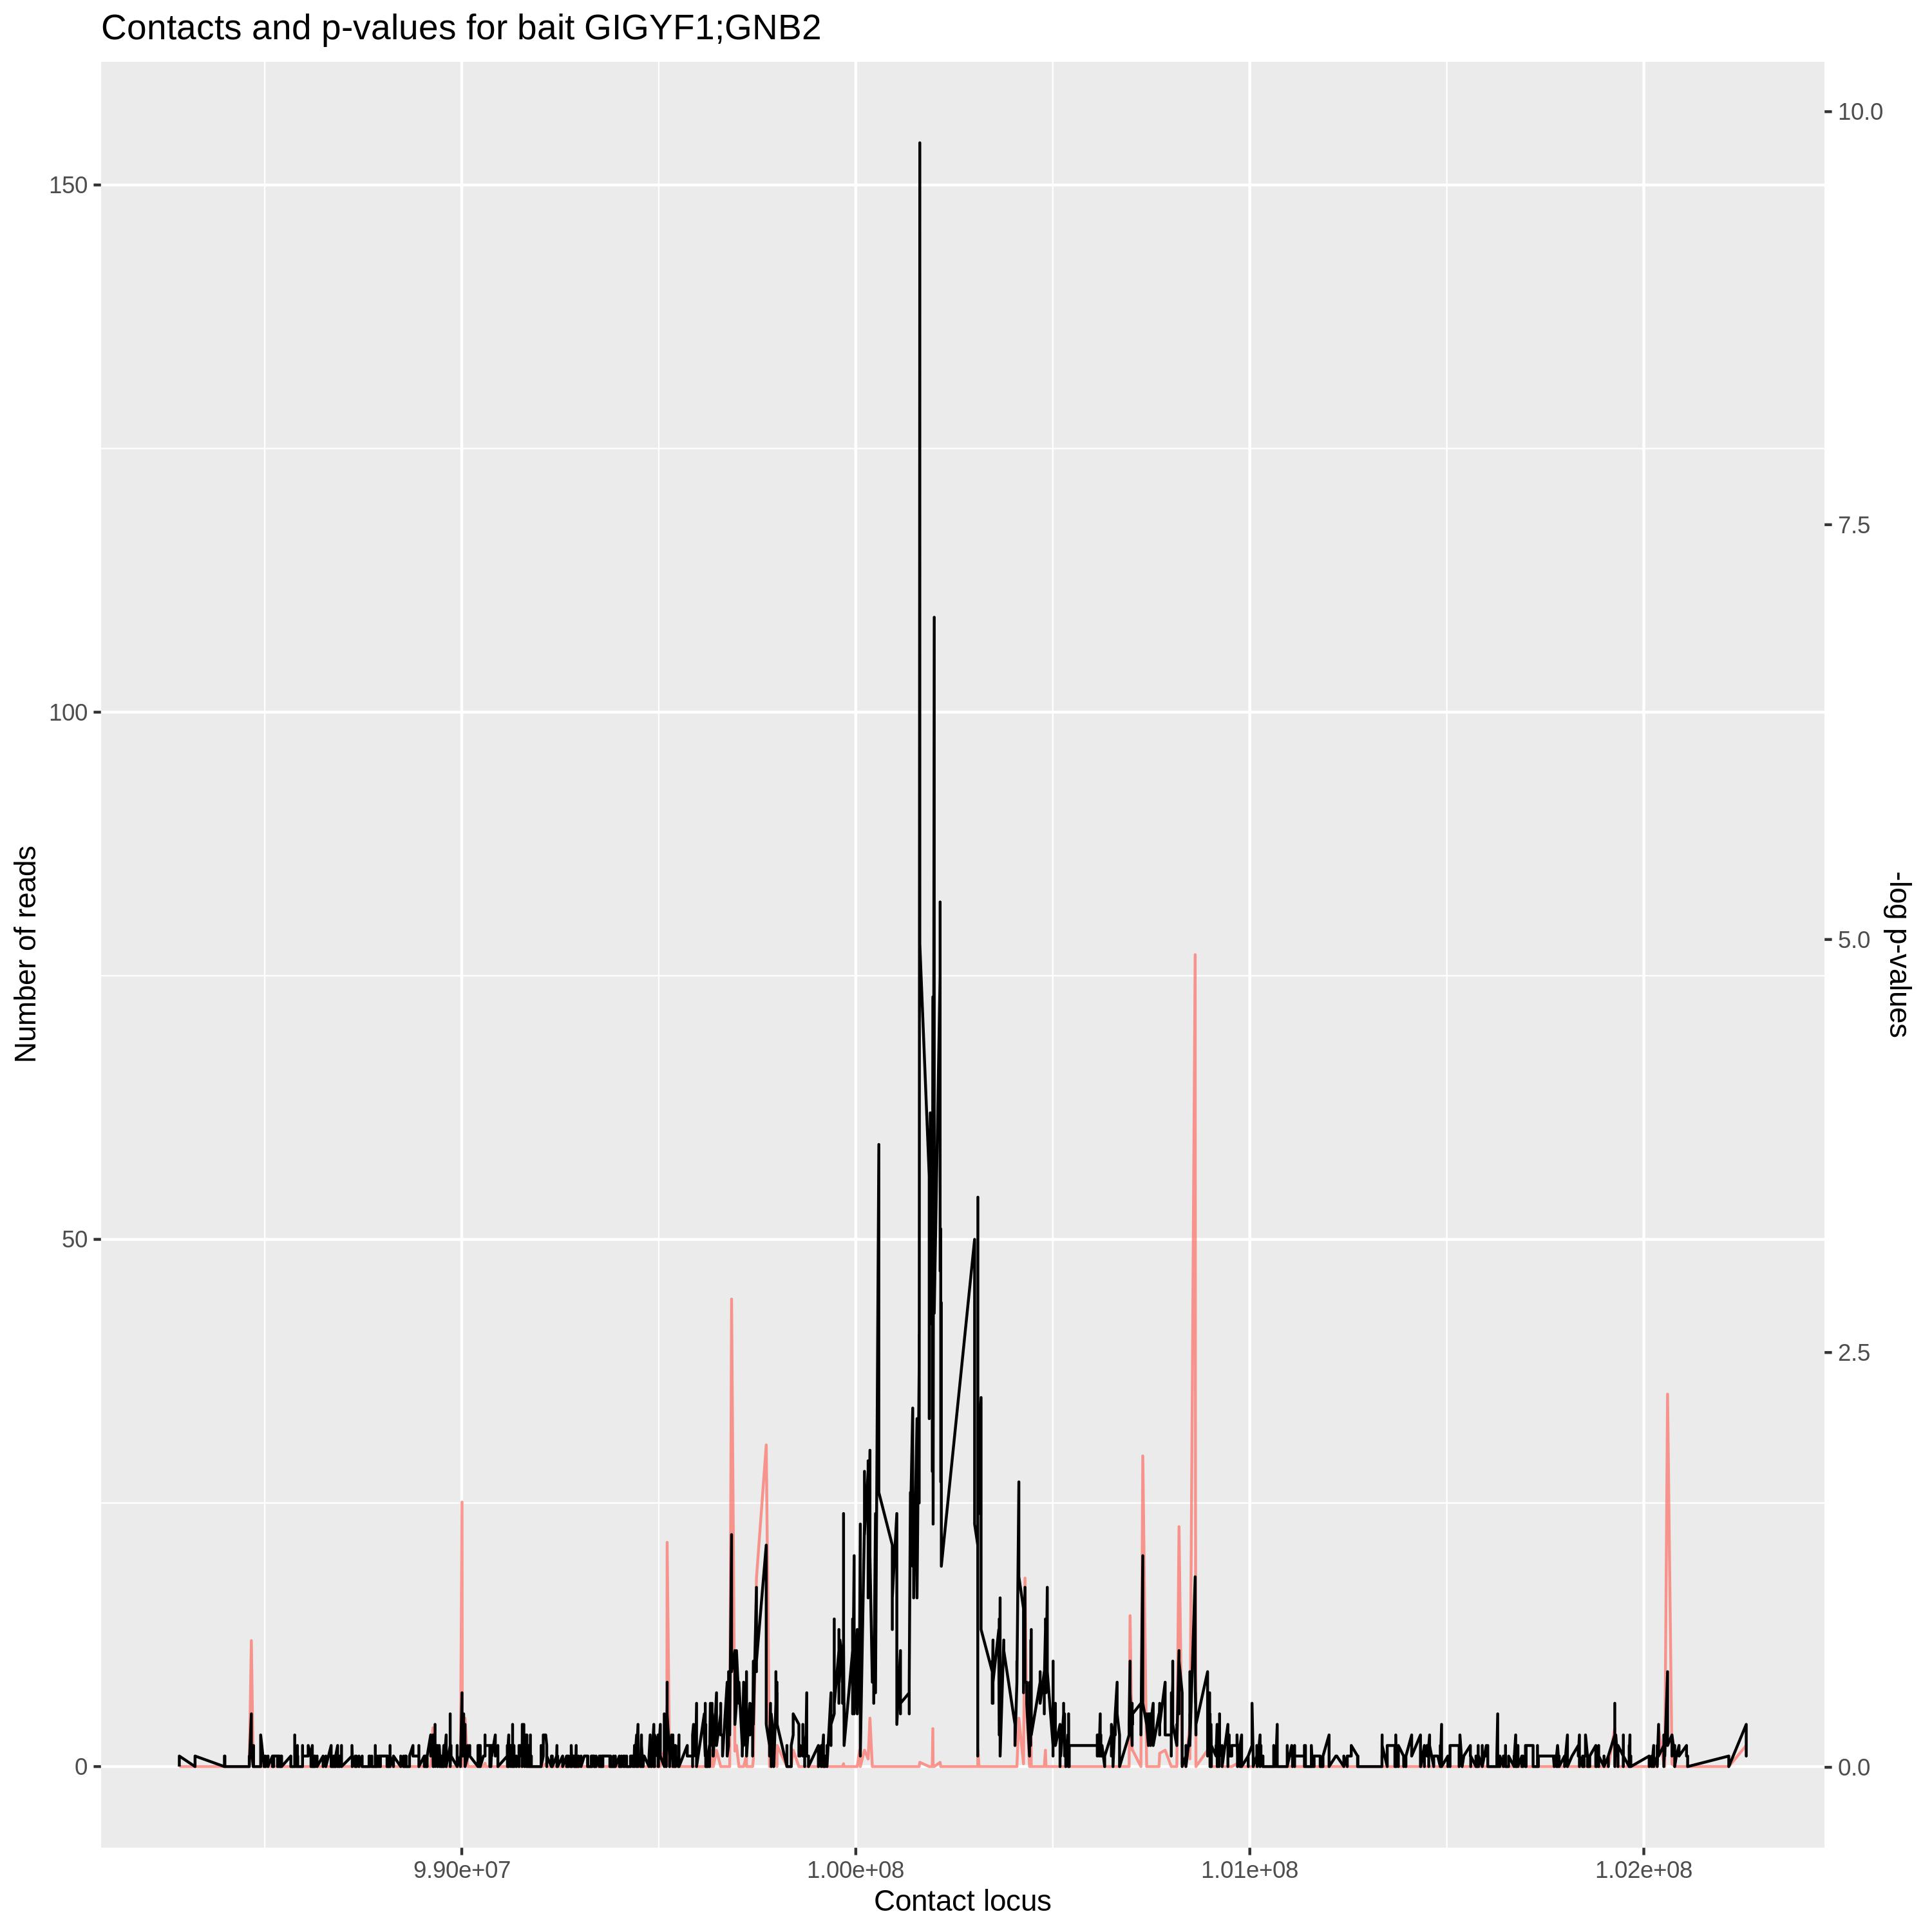 Contacts and p-values for bait GIGYF1;GNB2
150
100
50
0
Number of reads
10.0
7.5
5.0
2.5
0.0
-log p-values
9.90e+07
1.00e+08
1.01e+08
1.02e+08
Contact locus